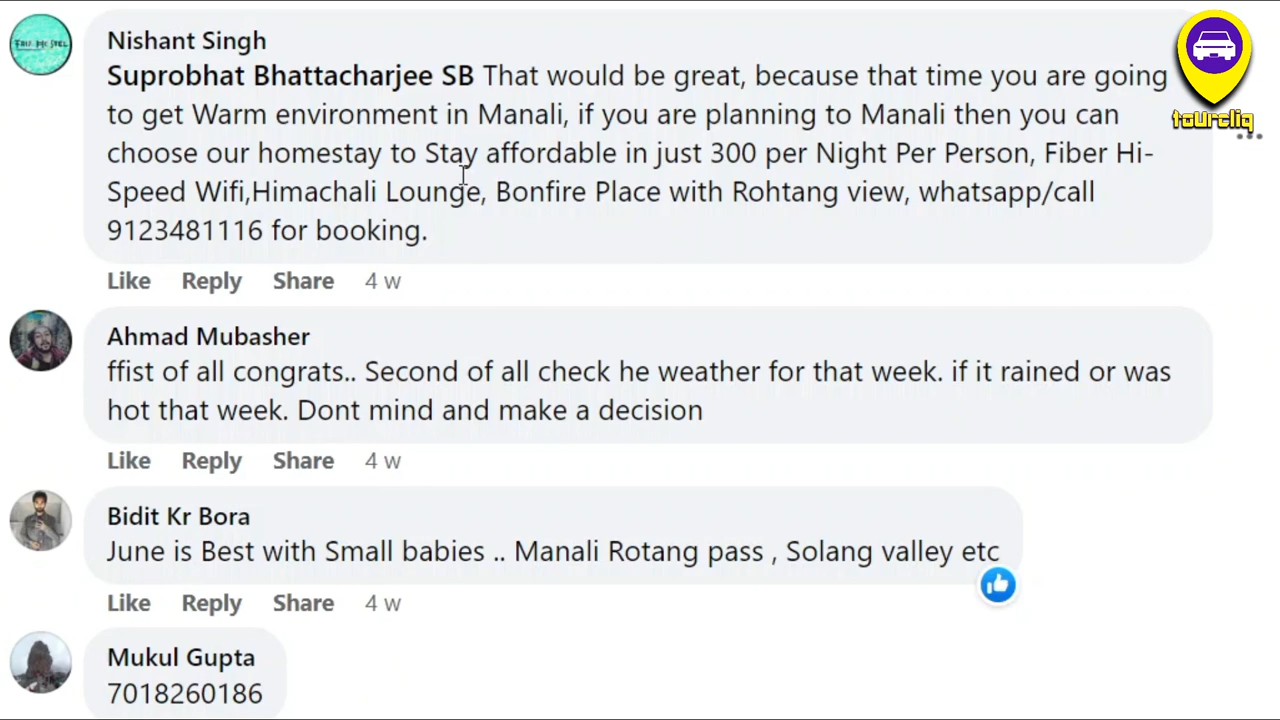 Nishant Singh
Suprobhat Bhattacharjee SB That would be great, because that time you are going
to get Warm environment in Manali, if you are planning to Manali then you can
choose our homestay to Stay affordable in just 300 per Night Per Person, Fiber Hi-
Speed Wifi,Himachali Lounge, Bonfire Place with Rohtang view, whatsapp/call
9123481116 for booking.
Like Reply Share 4 w
Ahmad Mubasher
ffist of all congrats.. Second of all check he weather for that week. if it rained or was
hot that week. Dont mind and make a decision
Like Reply Share 4 w
Bidit Kr Bora
June is Best with Small babies .. Manali Rotang pass , Solang valley etc
Like Reply Share 4 w
Mukul Gupta
7018260186
tourcliq